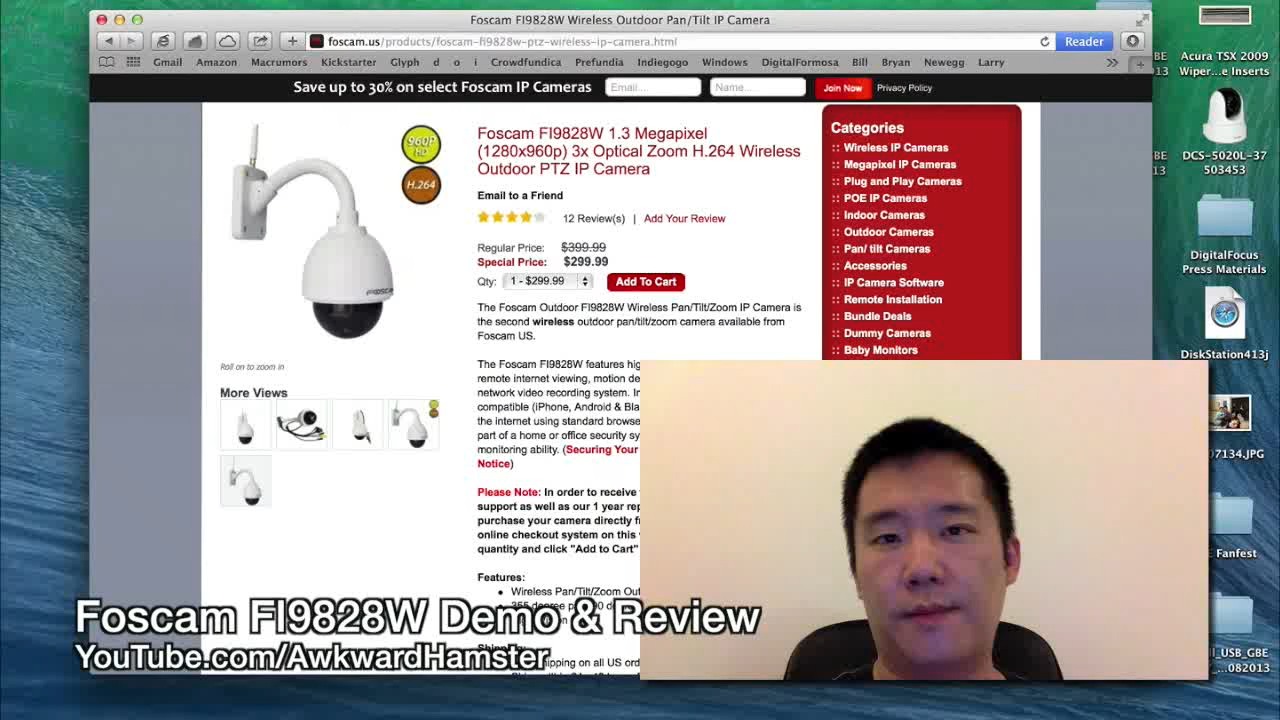 Foscam FI9828W Wireless Outdoor Pan/Tilt IP Camera
foscam.us/products/foscam-fi9828w-ptz-wireless-ip-camera.html
Reader
Gmail Amazon Macrumors Kickstarter Glyph d o i Crowdfundica Prefundia Indiegogo Windows DigitalFormosa Bill Bryan Newegg Larry
Save up to 30% on select Foscam IP Cameras Email.... Name... Join Now Privacy Policy
960P
HD
H.264
Foscam FI9828W 1.3 Megapixel
(1280x960p) 3x Optical Zoom H.264 Wireless
Outdoor PTZ IP Camera
Email to a Friend
12 Review(s) | Add Your Review
Regular Price: $399.99
Special Price: $299.99
Qty: 1 - $299.99 Add To Cart
The Foscam Outdoor FI9828W Wireless Pan/Tilt/Zoom IP Camera is
the second wireless outdoor pan/tilt/zoom camera available from
Foscam US.
The Foscam FI9828W features
remote internet viewing, motion
network video recording system.
compatible (iPhone, Android &
the internet using standard
part of a home or office security
monitoring ability. (Securing Your
Notice)
Please Note: In order to receive
support as well as our 1 year
purchase your camera directly
online checkout system on this
quantity and click "Add to Cart"
Features:
Wireless Pan/Tilt/Zoom
Roll on to zoom in
More Views
Categories
:: Wireless IP Cameras
:: Megapixel IP Cameras
:: Plug and Play Cameras
:: POE IP Cameras
:: Indoor Cameras
:: Outdoor Cameras
:: Pan/ tilt Cameras
:: Accessories
:: IP Camera Software
:: Remote Installation
:: Bundle Deals
:: Dummy Cameras
:: Baby Monitors
Acura TSX 2009
Wiper...e Inserts
DCS-5020L-37
503453
DigitalFocus
Press Materials
DiskStation413j
07134.JPG
Fanfest
_USB_GBE
...082013
Foscam FI9828W Demo & Review
YouTube.com/AwkwardHamster